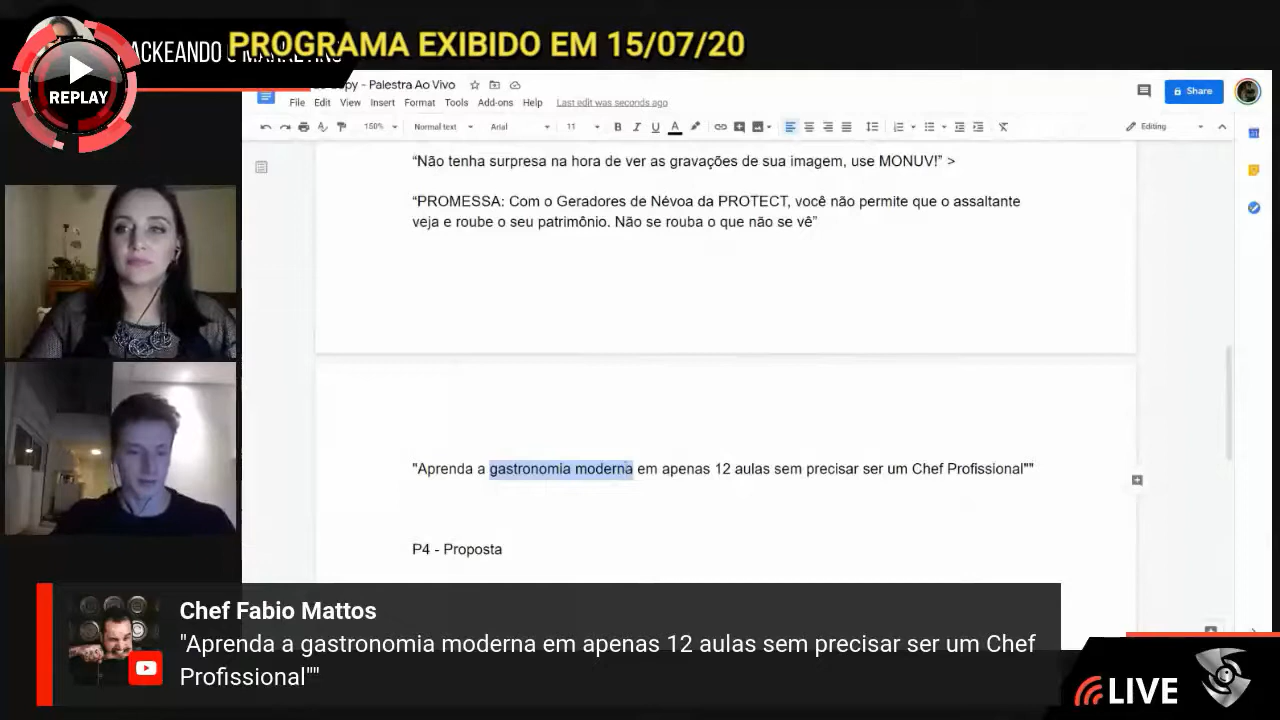 PROGRAMA EXIBIDO EM 15/07/20
REPLAY
Copy - Palestra Ao Vivo
File Edit View Insert Format Tools Add-ons Help Last edit was seconds ago
Share
150% Normal text Arial 11 B I U A Editing
“Não tenha surpresa na hora de ver as gravações de sua imagem, use MONUV!” >
“PROMESSA: Com o Geradores de Névoa da PROTECT, você não permite que o assaltante
veja e roube o seu patrimônio. Não se rouba o que não se vê”
"Aprenda a gastronomia moderna em apenas 12 aulas sem precisar ser um Chef Profissional""
P4 - Proposta
Chef Fabio Mattos
"Aprenda a gastronomia moderna em apenas 12 aulas sem precisar ser um Chef
Profissional""
LIVE